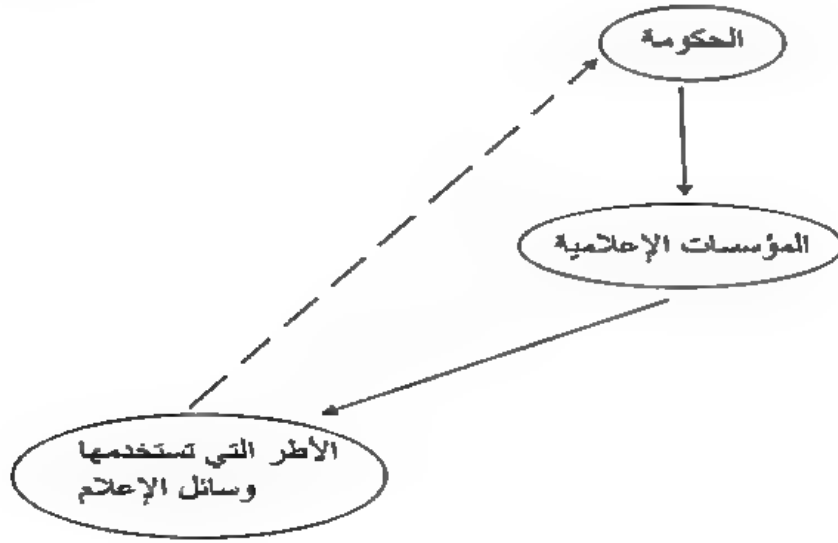 الحكومة
المؤسسات الإعلامية
الأطر التي تستخدمها
وسائل الإعلام